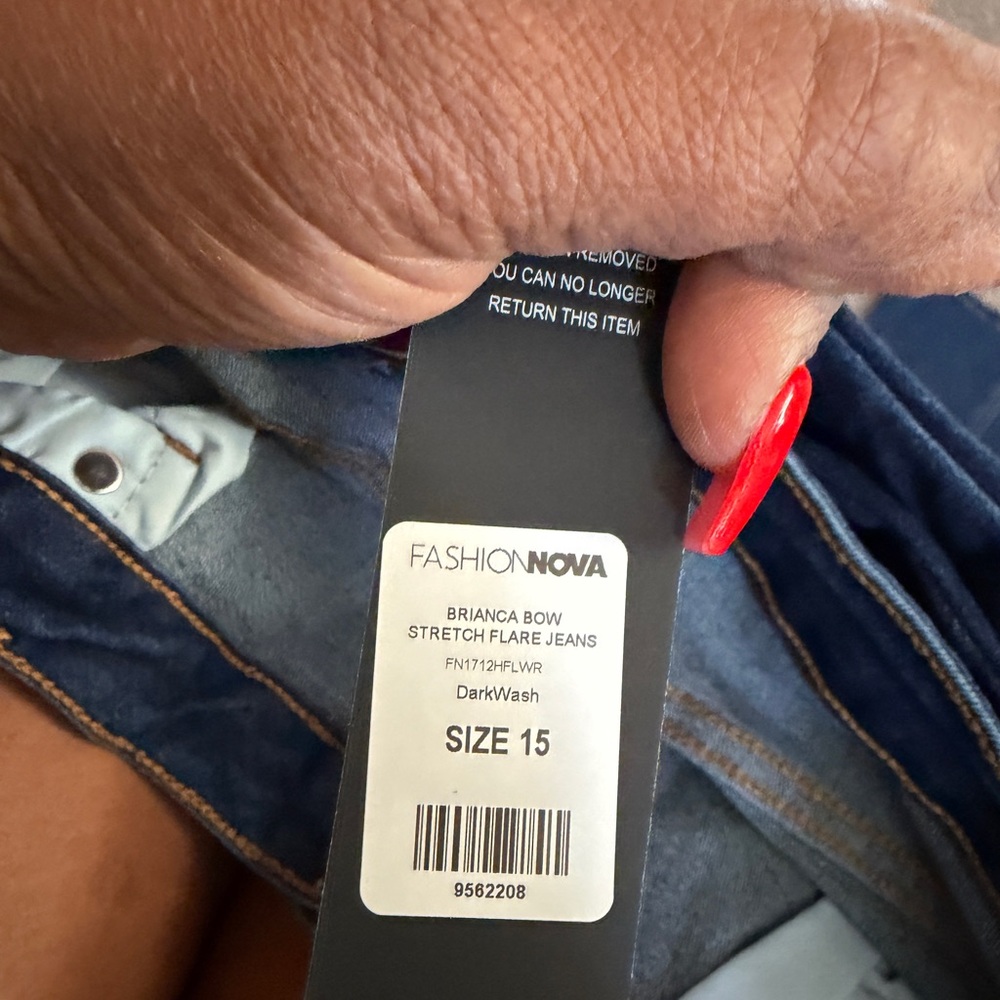 REMOVED
OU CAN NO LONGER
RETURN THIS ITEM
FASHIONNOVA
BRIANCA BOW
STRETCH FLARE JEANS
FN1712HFLWR
DarkWash
SIZE 15
9562208